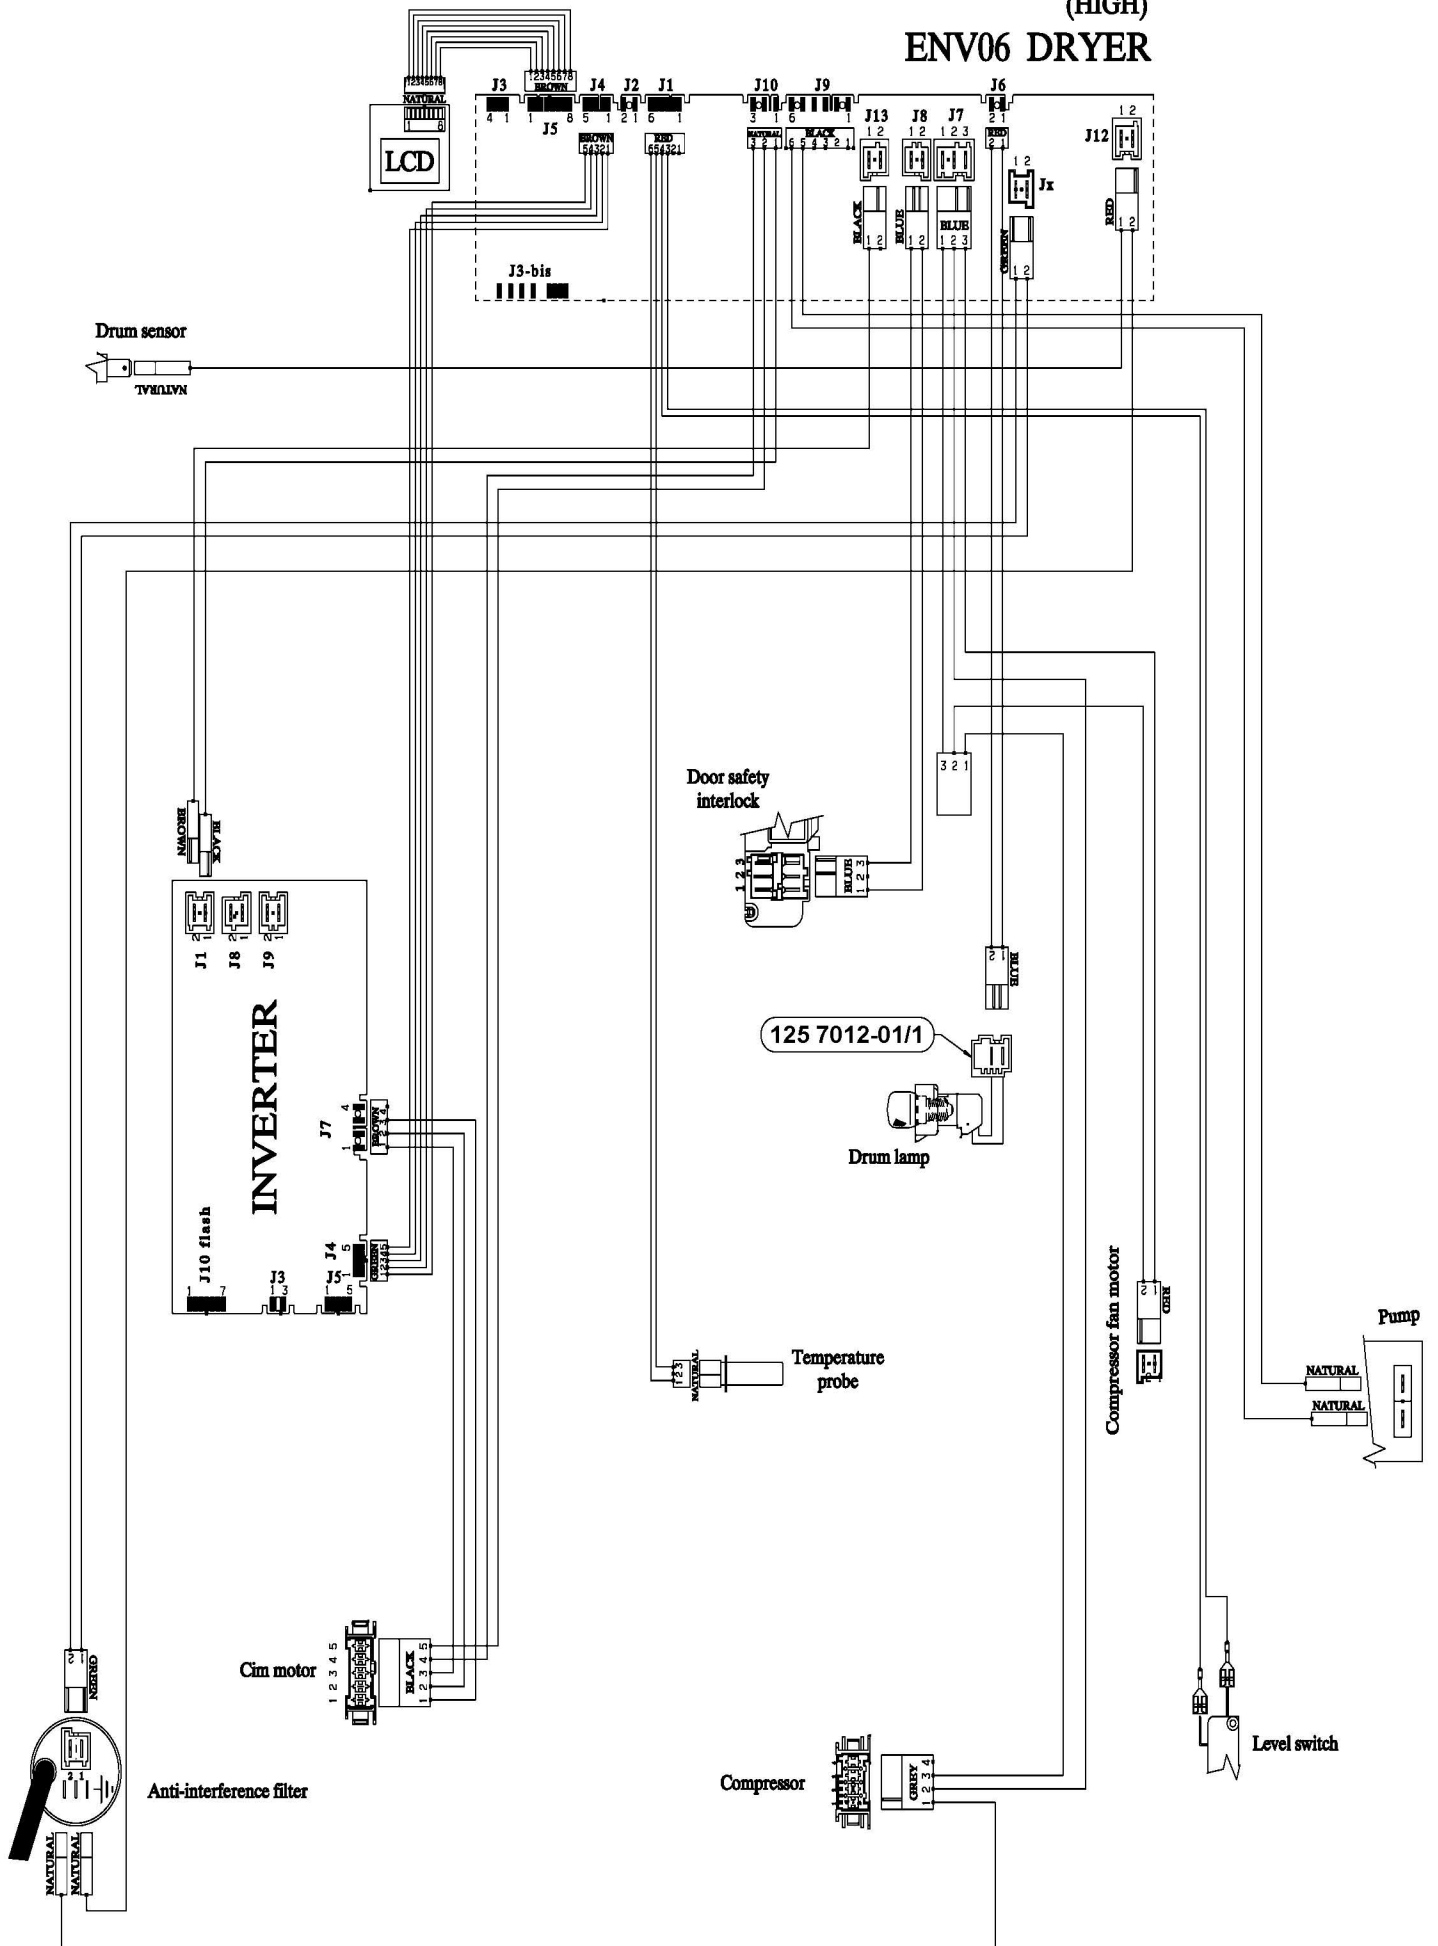 (HIGH)
ENV06 DRYER
12345678
BROWN
12345678
NATURAL
1 8
LCD
J3
4 1
J5
1 8
J4
5 1
BROWN
54321
J2
2 1
J1
6 1
RED
654321
J10
3 1
NATURAL
3 2 1
J9
6 1
BLACK
6 5 4 3 2 1
J13
1 2
BLACK
1 2
J8
1 2
BLUE
1 2
J7
1 2 3
BLUE
1 2 3
J6
2 1
RED
2 1
1 2
Jx
GREEN
1 2
J12
1 2
RED
1 2
J3-bis
Drum sensor
NATURAL
3 2 1
Door safety
interlock
1 2 3
BLUE
1 2 3
BROWN
BLACK
2 1
J1
2 1
J8
2 1
J9
INVERTER
J7
1 4
BROWN
1 2 3 4
J4
1 5
GREEN
12345
J10 flash
1 7
J3
1 3
J5
1 5
2 1
BLUE
125 7012-01/1
Drum lamp
Compressor fan motor
2 1
RED
2 1
Temperature
probe
1 2 3
NATURAL
Pump
NATURAL
NATURAL
Cim motor
1 2 3 4 5
BLACK
1 2 3 4 5
2 1
GREEN
2 1
Anti-interference filter
NATURAL
NATURAL
Compressor
GREY
1 2 3 4
Level switch